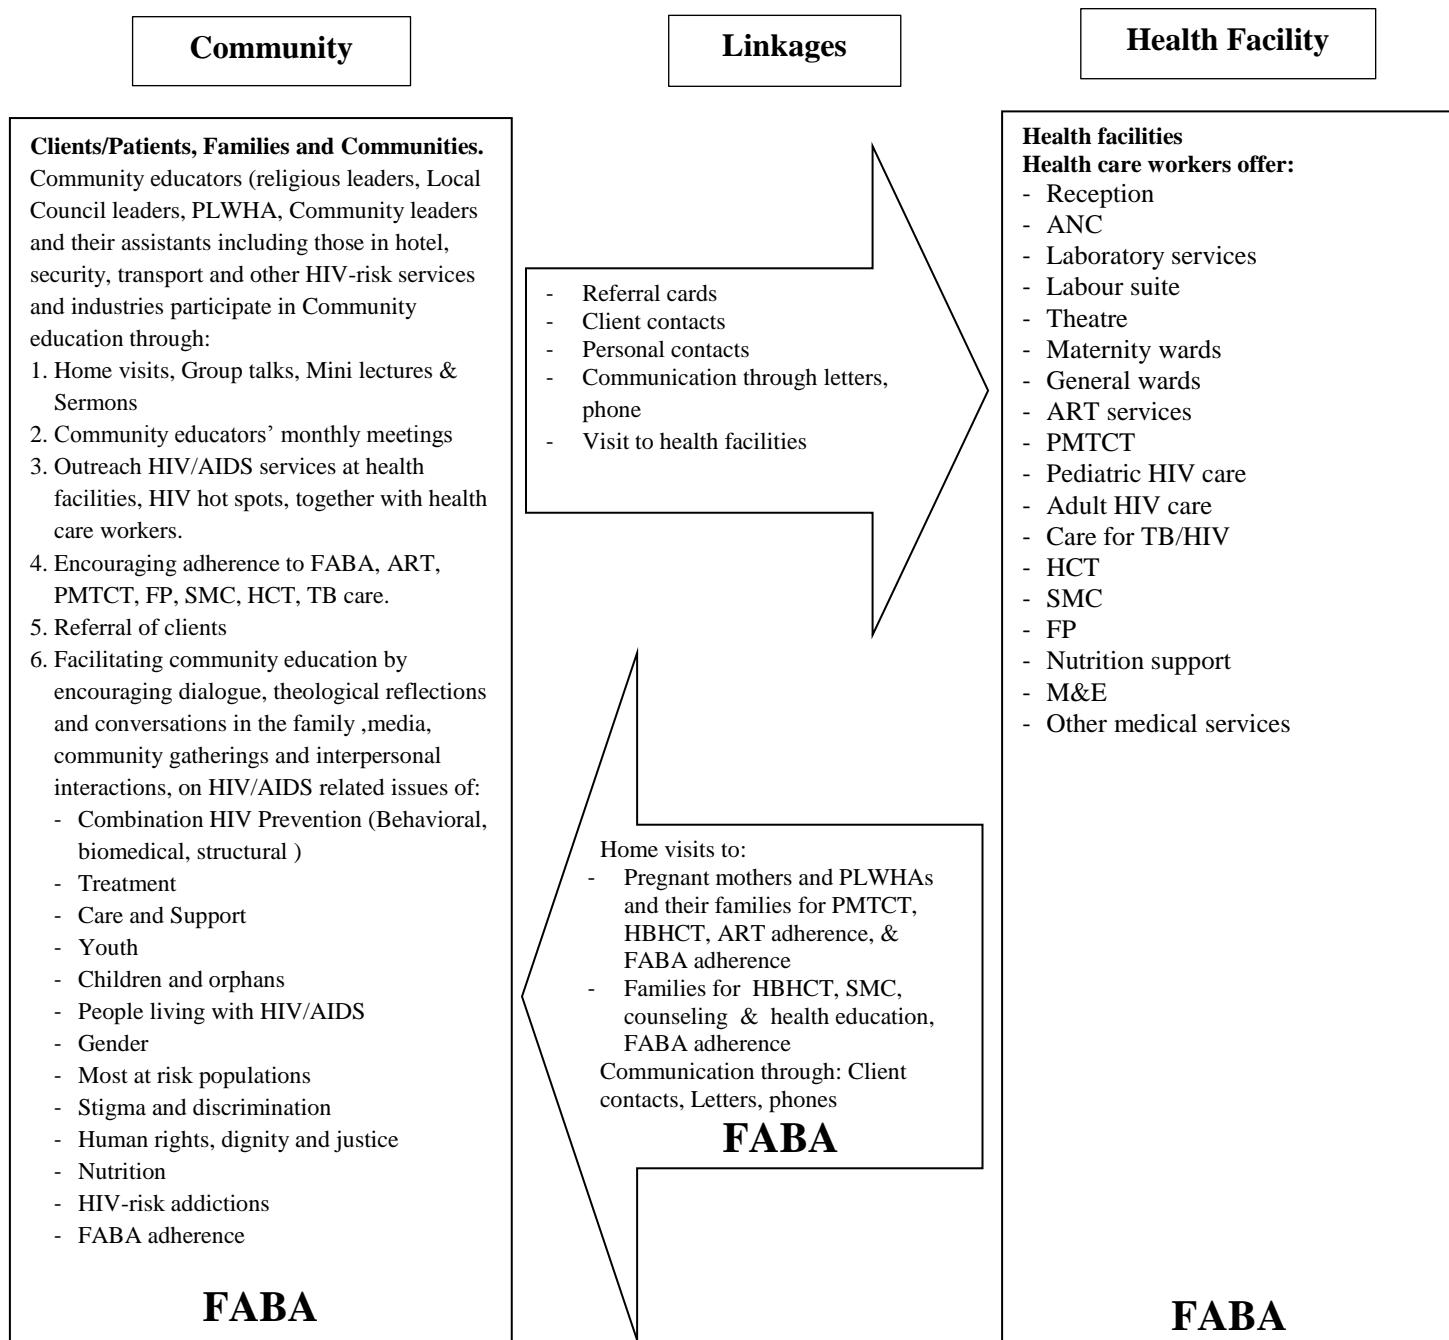 Community
Linkages
Health Facility
Clients/Patients, Families and Communities.
Community educators (religious leaders, Local
Council leaders, PLWHA, Community leaders
and their assistants including those in hotel,
security, transport and other HIV-risk services
and industries participate in Community
education through:
1. Home visits, Group talks, Mini lectures &
Sermons
2. Community educators’ monthly meetings
3. Outreach HIV/AIDS services at health
facilities, HIV hot spots, together with health
care workers.
4. Encouraging adherence to FABA, ART,
PMTCT, FP, SMC, HCT, TB care.
5. Referral of clients
6. Facilitating community education by
encouraging dialogue, theological reflections
and conversations in the family ,media,
community gatherings and interpersonal
interactions, on HIV/AIDS related issues of:
- Combination HIV Prevention (Behavioral,
biomedical, structural )
- Treatment
- Care and Support
- Youth
- Children and orphans
- People living with HIV/AIDS
- Gender
- Most at risk populations
- Stigma and discrimination
- Human rights, dignity and justice
- Nutrition
- HIV-risk addictions
- FABA adherence
FABA
- Referral cards
- Client contacts
- Personal contacts
- Communication through letters,
phone
- Visit to health facilities
Home visits to:
- Pregnant mothers and PLWHAs
and their families for PMTCT,
HBHCT, ART adherence, &
FABA adherence
- Families for HBHCT, SMC,
counseling & health education,
FABA adherence
Communication through: Client
contacts, Letters, phones
FABA
Health facilities
Health care workers offer:
- Reception
- ANC
- Laboratory services
- Labour suite
- Theatre
- Maternity wards
- General wards
- ART services
- PMTCT
- Pediatric HIV care
- Adult HIV care
- Care for TB/HIV
- HCT
- SMC
- FP
- Nutrition support
- M&E
- Other medical services
FABA